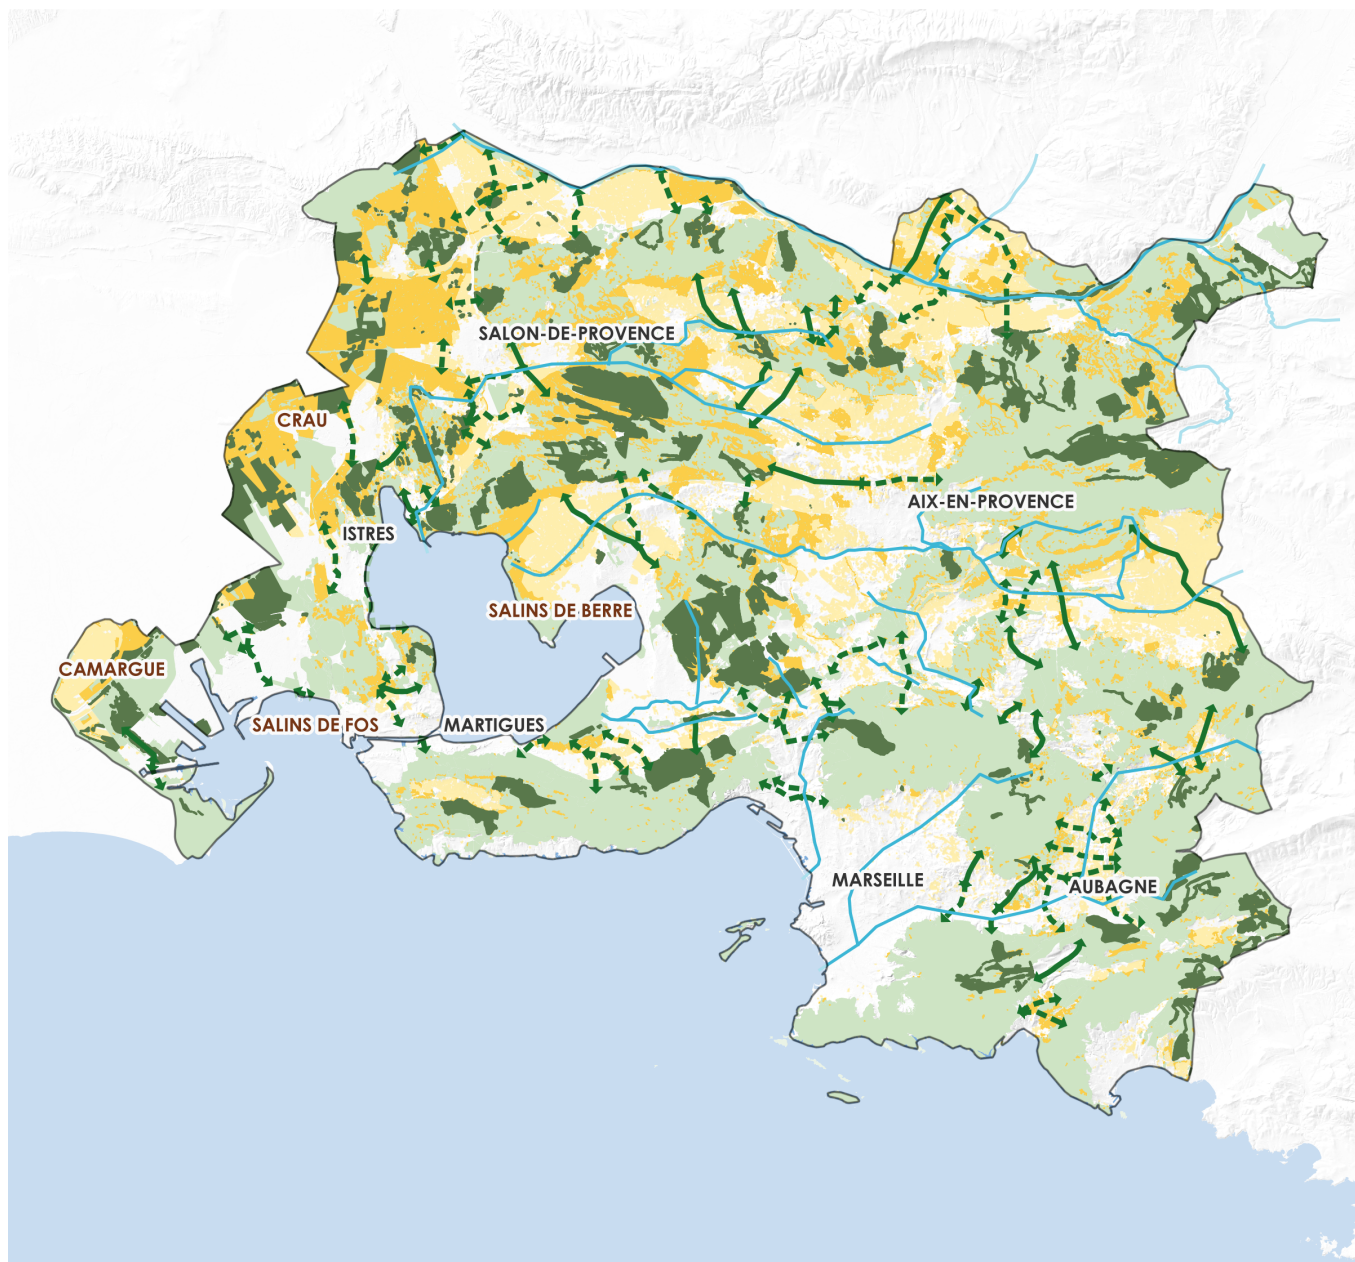 SALON-DE-PROVENCE
CRAU
AIX-EN-PROVENCE
ISTRES
SALINS DE BERRE
CAMARGUE
SALINS DE FOS
MARTIGUES
MARSEILLE
AUBAGNE